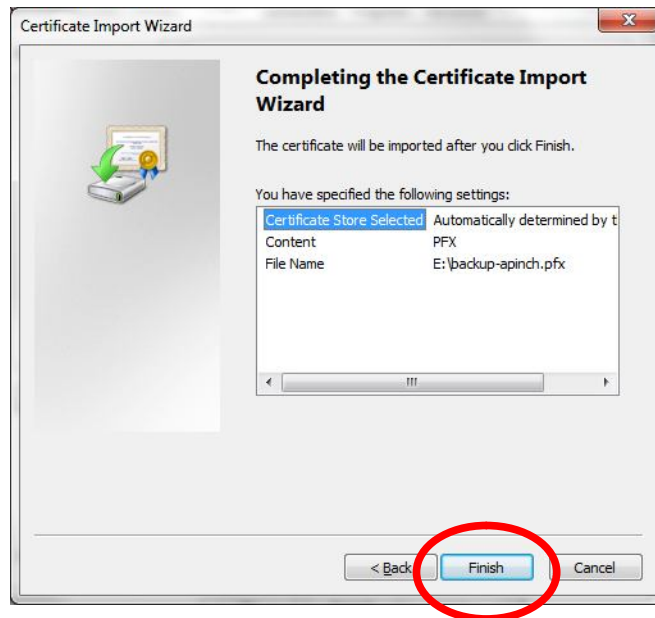 Certificate Import Wizard
Completing the Certificate Import
Wizard
The certificate will be imported after you click Finish.
You have specified the following settings:
Certificate Store Selected Automatically determined by t
Content PFX
File Name E:\backup-apinch.pfx
< Back Finish Cancel